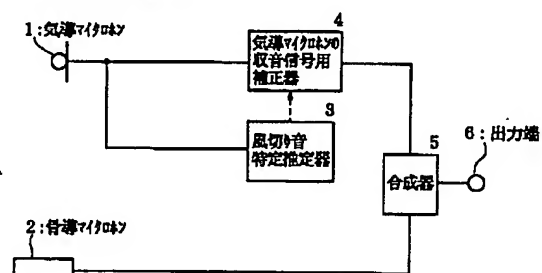 1:気導マイクロホン
4
気導マイクロホンの
収音信号用
補正器
3
風切り音
特定推定器
5
合成器
6:出力端
2:骨導マイクロホン